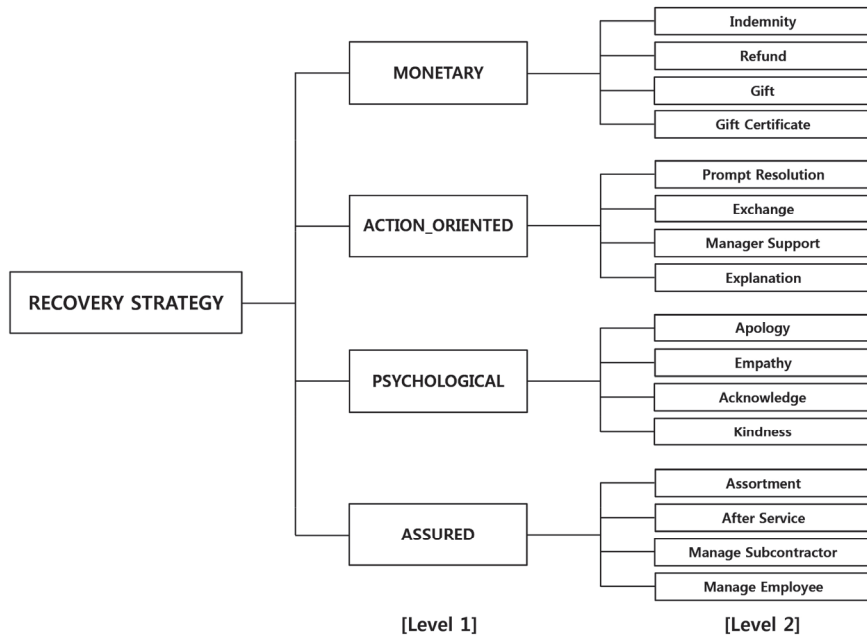 RECOVERY STRATEGY
MONETARY
Indemnity
Refund
Gift
Gift Certificate
ACTION_ORIENTED
Prompt Resolution
Exchange
Manager Support
Explanation
PSYCHOLOGICAL
Apology
Empathy
Acknowledge
Kindness
ASSURED
Assortment
After Service
Manage Subcontractor
Manage Employee
[Level 1]
[Level 2]